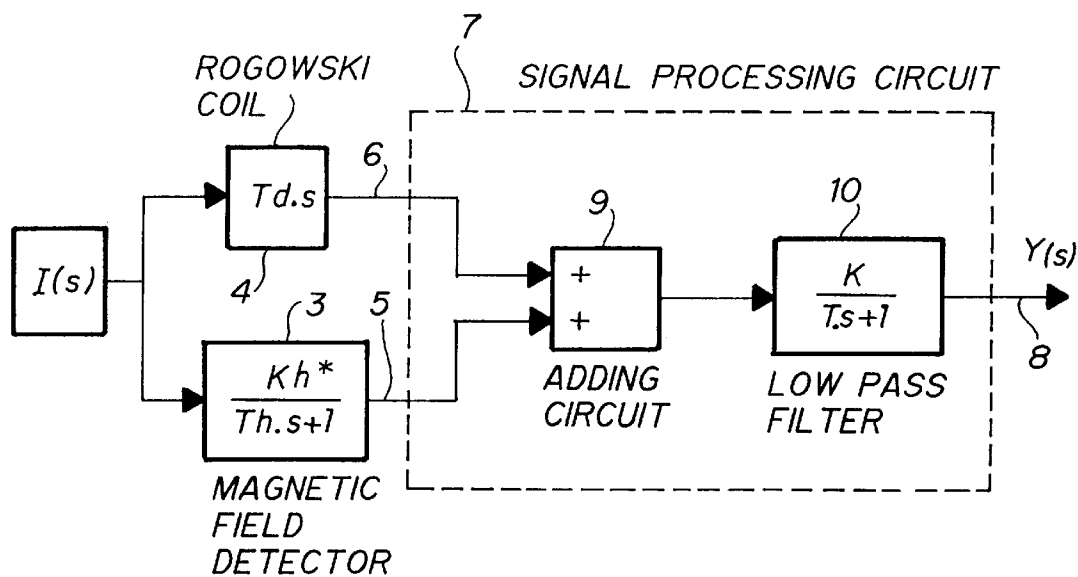 7
ROGOWSKI
COIL
SIGNAL PROCESSING CIRCUIT
Td.s
6
4
I(s)
9
+
+
10
K
T.s+1
Y(s)
8
3
5
Kh*
Th.s+1
ADDING
CIRCUIT
LOW PASS
FILTER
MAGNETIC
FIELD
DETECTOR